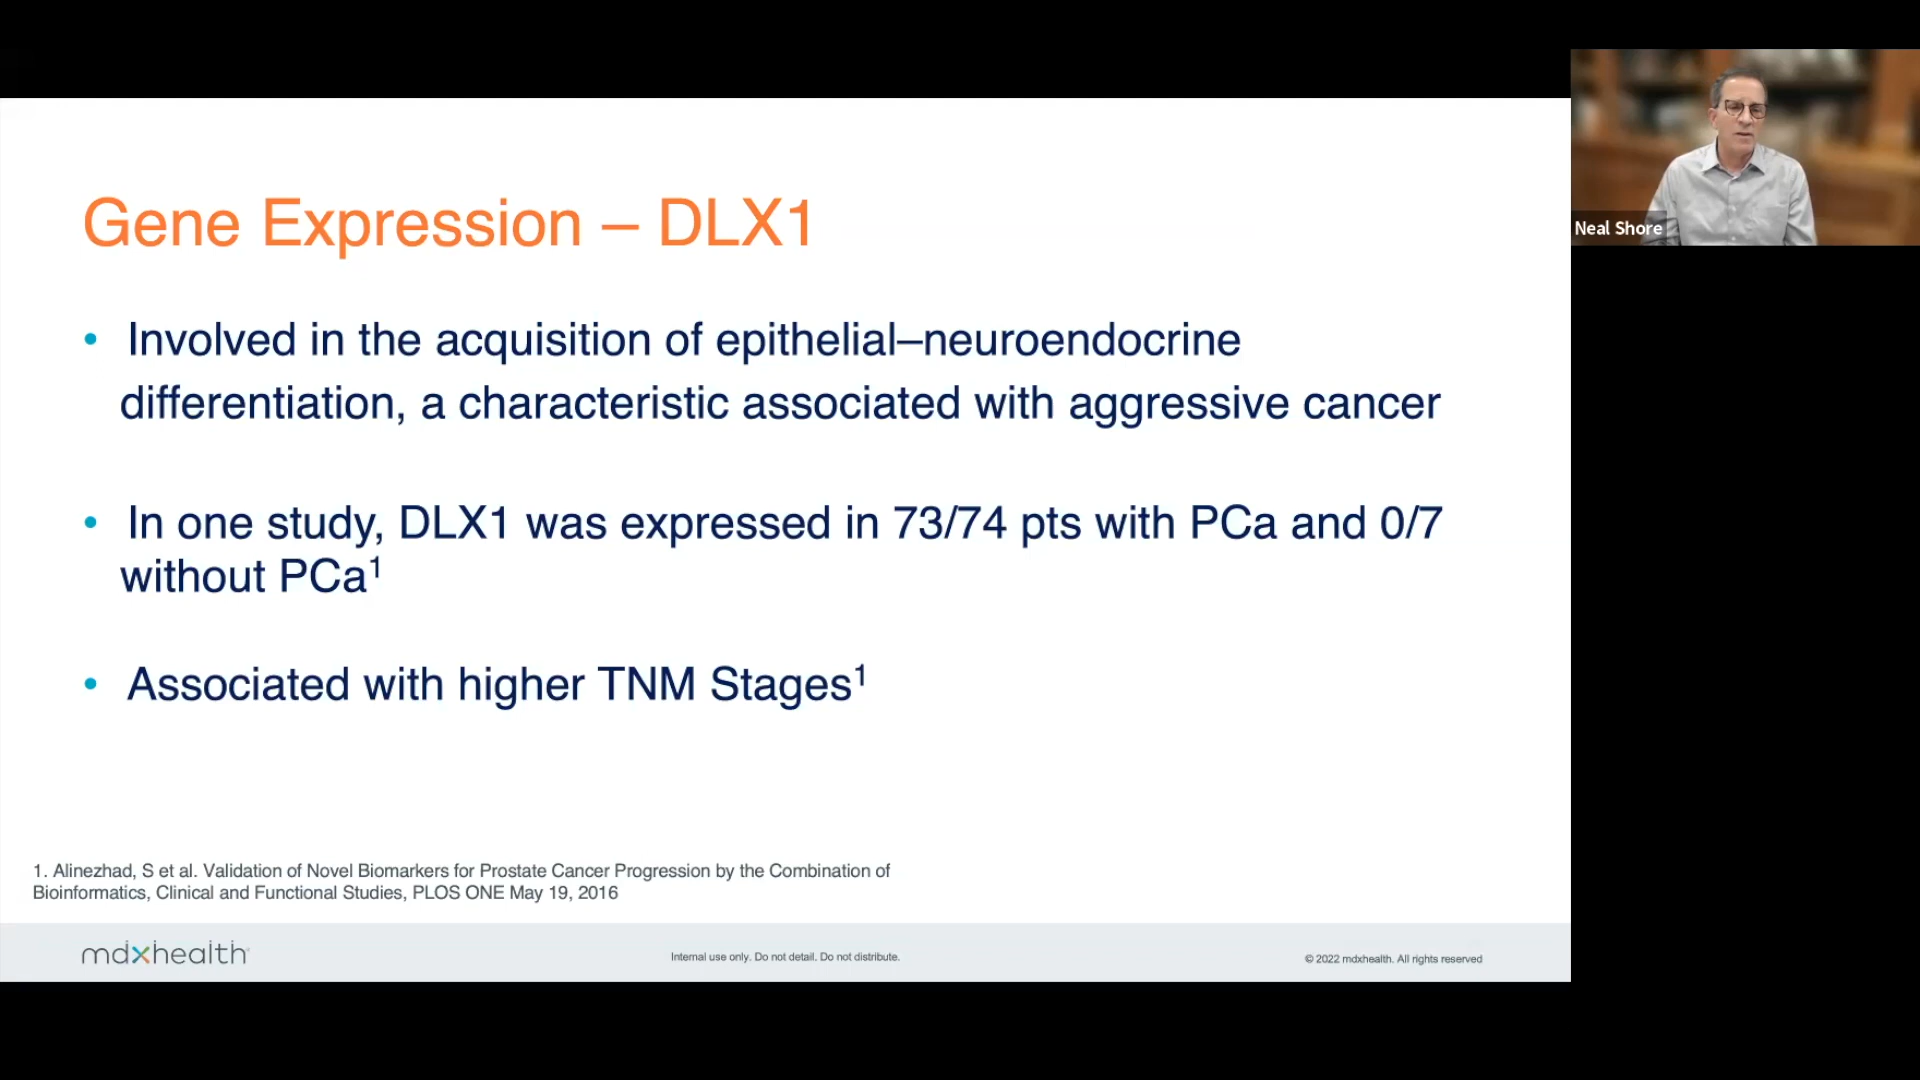 Neal Shore
Gene Expression – DLX1
• Involved in the acquisition of epithelial–neuroendocrine
differentiation, a characteristic associated with aggressive cancer
• In one study, DLX1 was expressed in 73/74 pts with PCa and 0/7
without PCa¹
• Associated with higher TNM Stages¹
1. Alinezhad, S et al. Validation of Novel Biomarkers for Prostate Cancer Progression by the Combination of
Bioinformatics, Clinical and Functional Studies, PLOS ONE May 19, 2016
mdxhealth
Internal use only. Do not detail. Do not distribute.
© 2022 mdxhealth. All rights reserved